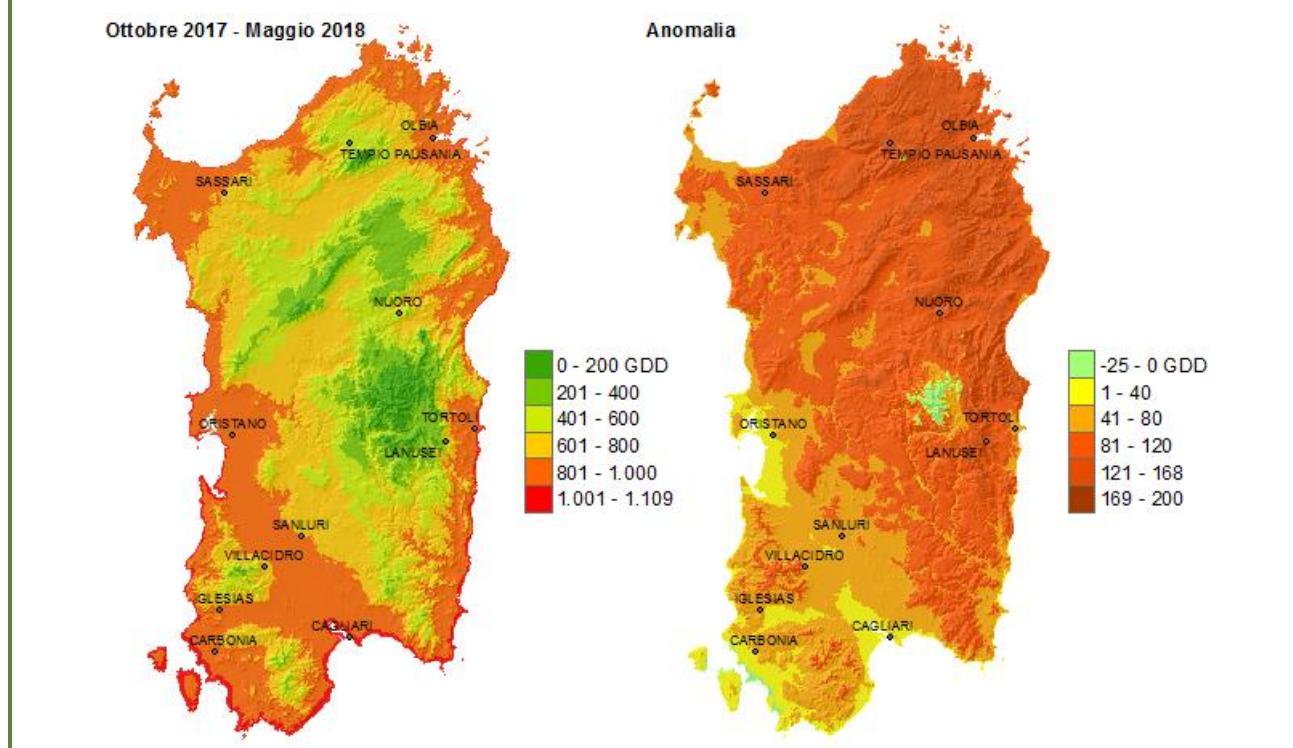 Ottobre 2017 - Maggio 2018
OLBIA
TEMPIO PAUSANIA
SASSARI
NUORO
ORISTANO
TORTOLI
LANUSEI
SANLURI
VILLACIDRO
IGLESIAS
CAGLIARI
CARBONIA
0 - 200 GDD
201 - 400
401 - 600
601 - 800
801 - 1.000
1.001 - 1.109
Anomalia
OLBIA
TEMPIO PAUSANIA
SASSARI
NUORO
ORISTANO
TORTOLI
LANUSEI
SANLURI
VILLACIDRO
IGLESIAS
CAGLIARI
CARBONIA
-25 - 0 GDD
1 - 40
41 - 80
81 - 120
121 - 168
169 - 200